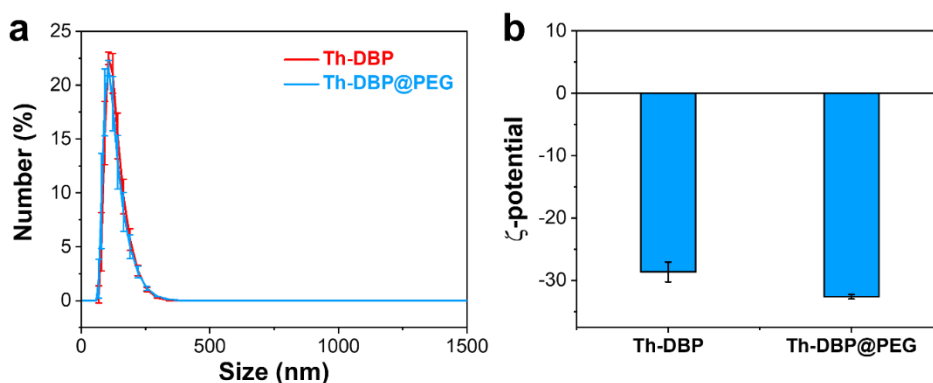 a
Number (%)
25
20
15
10
5
0
Th-DBP
Th-DBP@PEG
0
500
1000
1500
Size (nm)
b
ζ-potential
10
0
-10
-20
-30
Th-DBP
Th-DBP@PEG